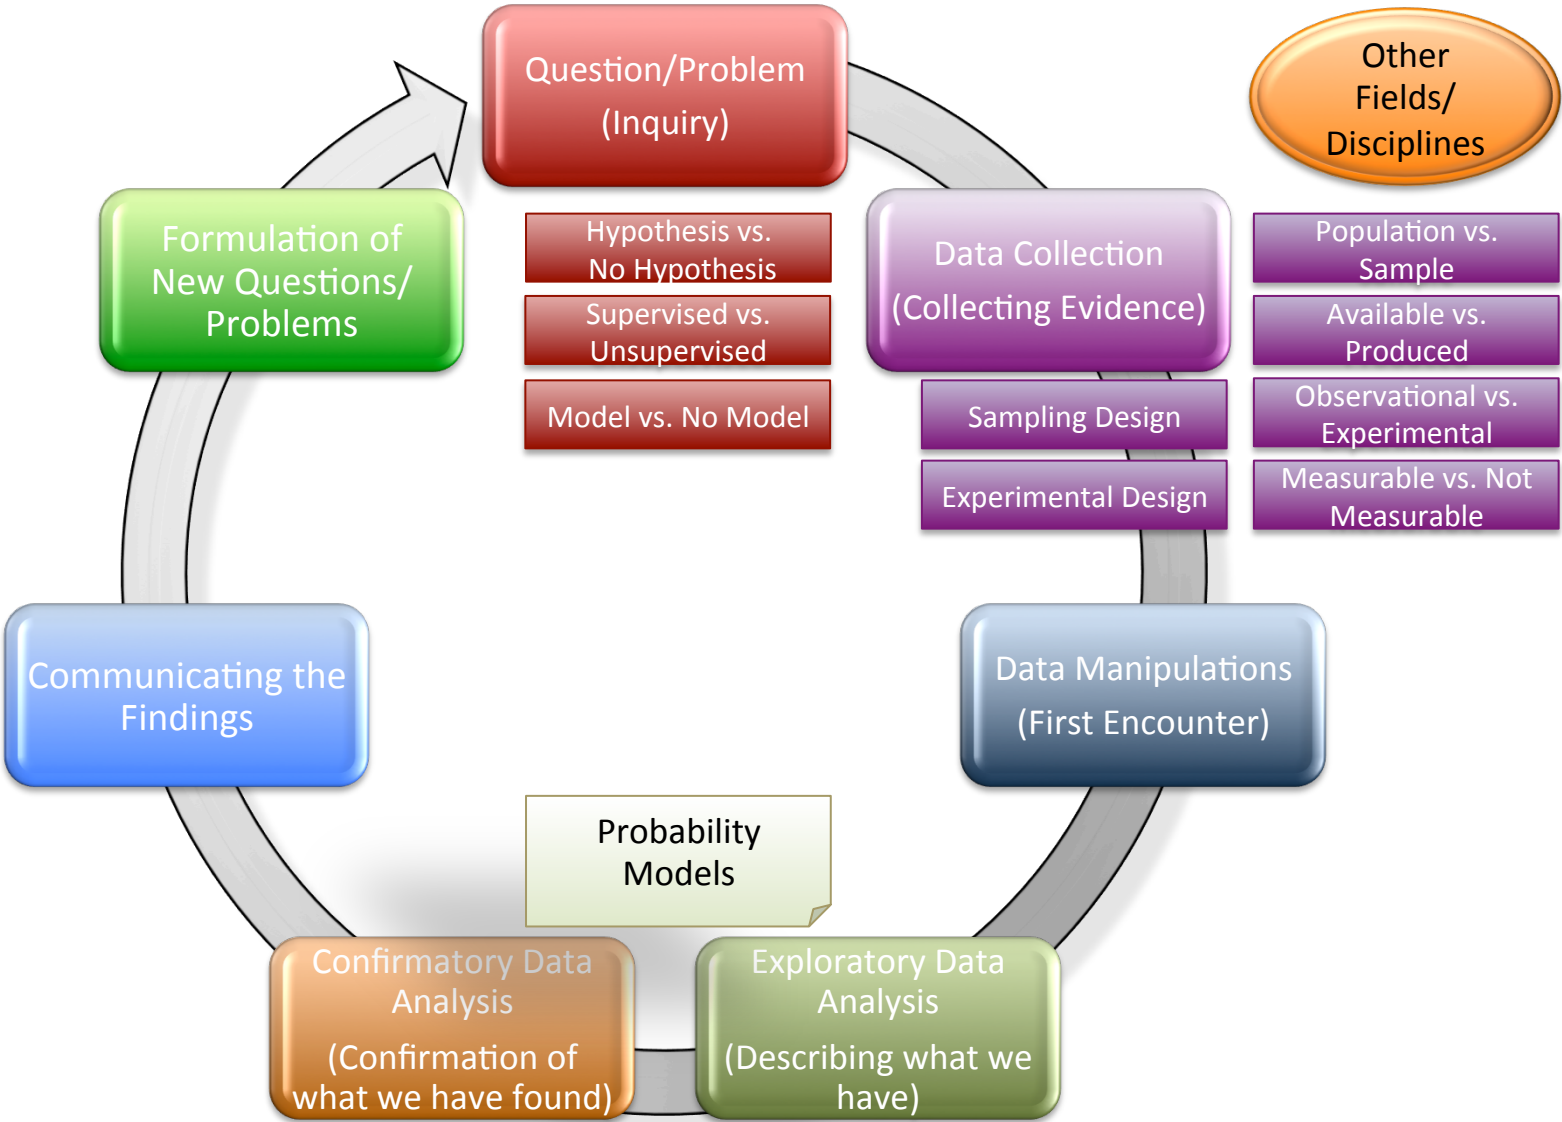 Question/Problem
(Inquiry)
Other
Fields/
Disciplines
Formulation of
New Questions/
Problems
Hypothesis vs.
No Hypothesis
Supervised vs.
Unsupervised
Model vs. No Model
Data Collection
(Collecting Evidence)
Sampling Design
Experimental Design
Population vs.
Sample
Available vs.
Produced
Observational vs.
Experimental
Measurable vs. Not
Measurable
Communicating the
Findings
Data Manipulations
(First Encounter)
Probability
Models
Confirmatory Data
Analysis
(Confirmation of
what we have found)
Exploratory Data
Analysis
(Describing what we
have)